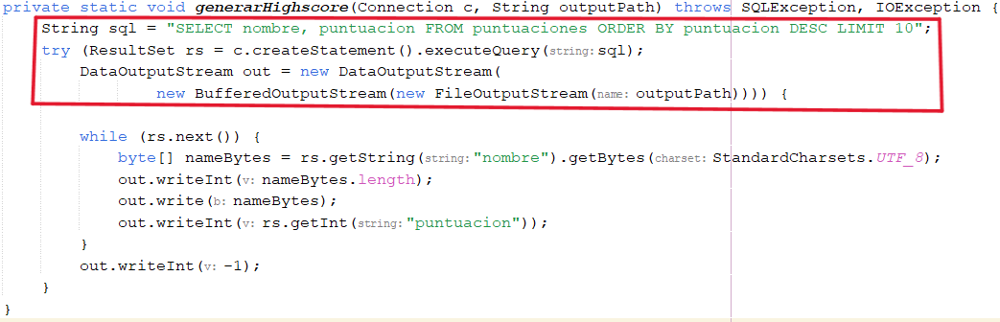 private static void generarHighscore(Connection c, String outputPath) throws SQLException, IOException {
String sql = "SELECT nombre, puntuacion FROM puntuaciones ORDER BY puntuacion DESC LIMIT 10";
try (ResultSet rs = c.createStatement().executeQuery(string: sql);
DataOutputStream out = new DataOutputStream(
new BufferedOutputStream(new FileOutputStream(name: outputPath)))) {
while (rs.next()) {
byte[] nameBytes = rs.getString(string: "nombre").getBytes(charset: StandardCharsets.UTF_8);
out.writeInt(v: nameBytes.length);
out.write(b: nameBytes);
out.writeInt(v: rs.getInt(string: "puntuacion"));
}
out.writeInt(v: -1);
}
}